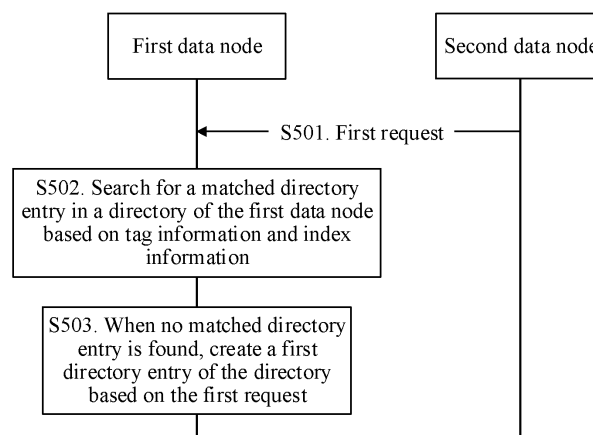 First data node
Second data node
S501. First request
S502. Search for a matched directory
entry in a directory of the first data node
based on tag information and index
information
S503. When no matched directory
entry is found, create a first
directory entry of the directory
based on the first request